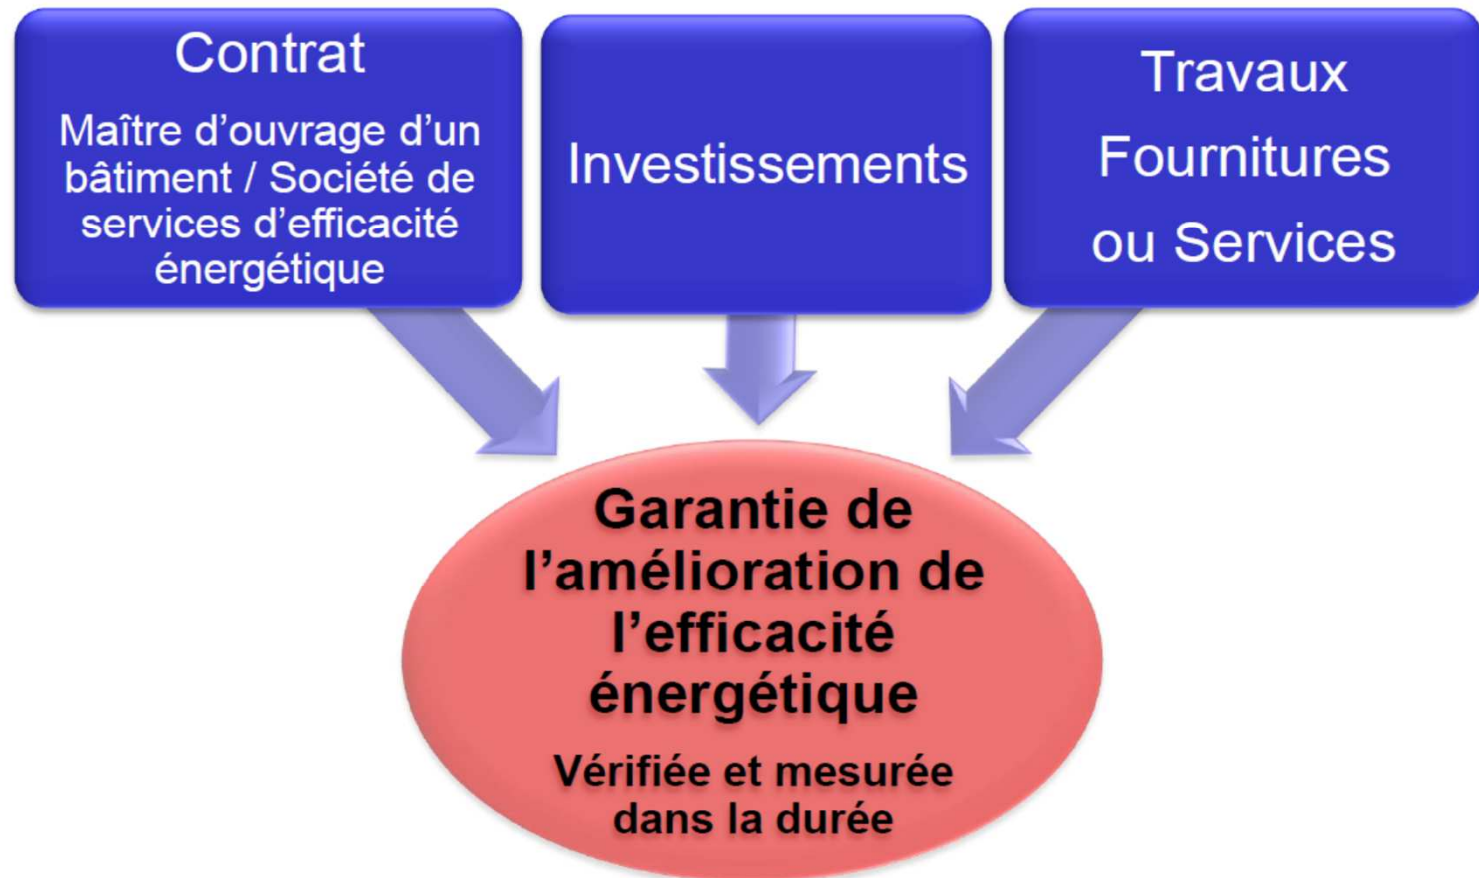 Contrat
Maître d’ouvrage d’un
bâtiment / Société de
services d’efficacité
énergétique
Investissements
Travaux
Fournitures
ou Services
Garantie de
l’amélioration de
l’efficacité
énergétique
Vérifiée et mesurée
dans la durée